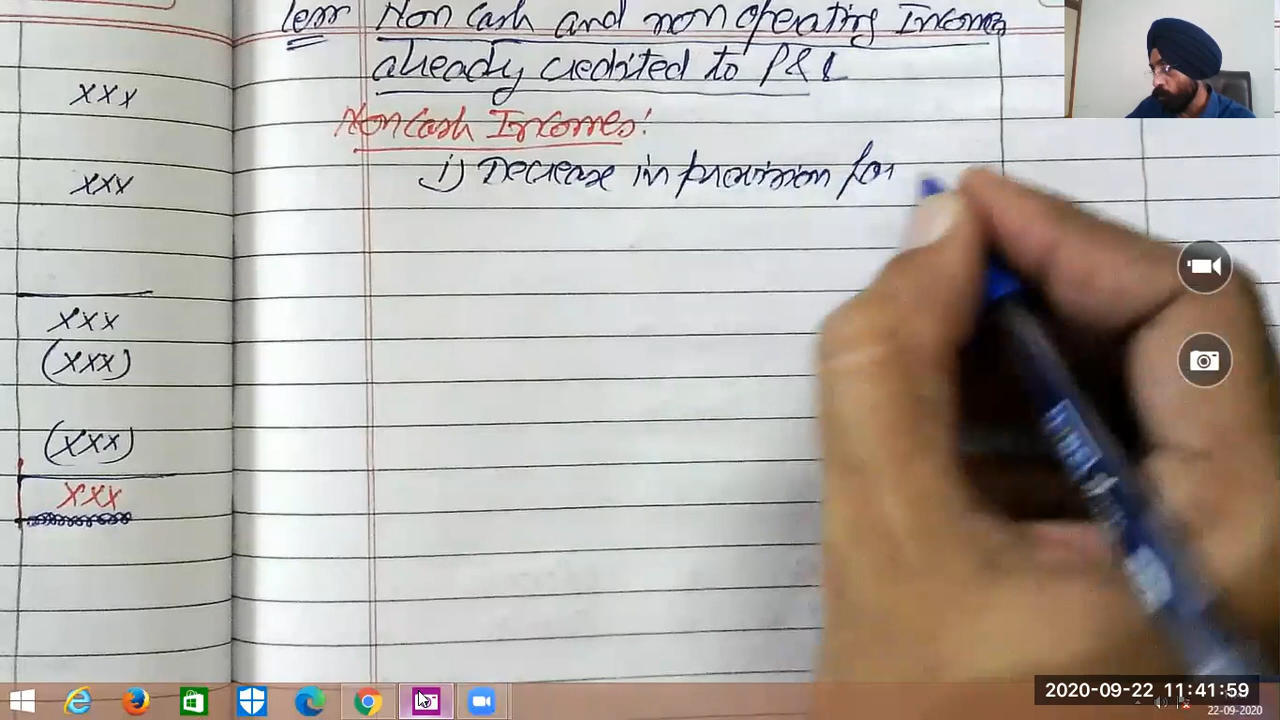 Less Non Cash and non operating Incomes
already credited to P&L
Non Cash Incomes:
i) Decrease in provision for
xxx
xxx
xxx
(xxx)
(xxx)
xxx
2020-09-22 11:41:59
22-09-2020